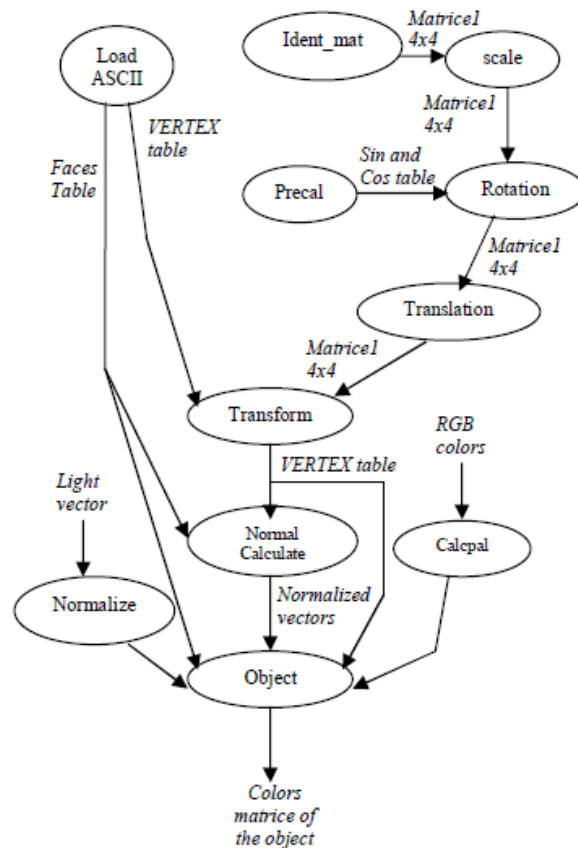 Load
ASCII
Ident_mat
Matrice1
4x4
scale
Matrice1
4x4
VERTEX
table
Faces
Table
Sin and
Cos table
Precal
Rotation
Matrice1
4x4
Translation
Matrice1
4x4
Transform
RGB
colors
VERTEX table
Light
vector
Normal
Calculate
Calcpal
Normalize
Normalized
vectors
Object
Colors
matrice of
the object